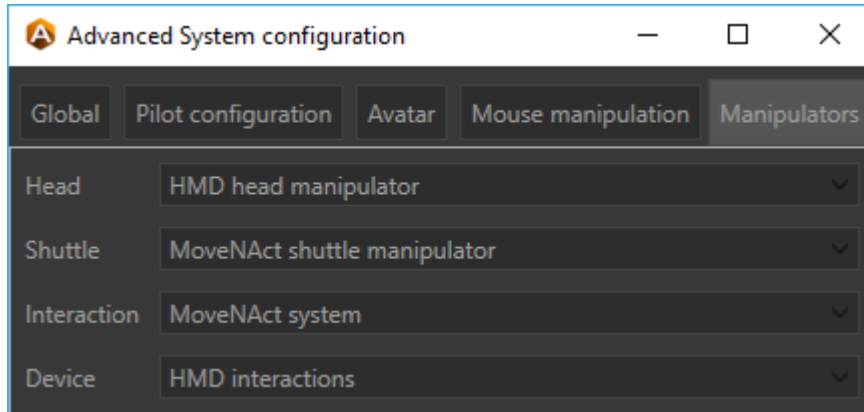 Advanced System configuration
Global Pilot configuration Avatar Mouse manipulation Manipulators
Head HMD head manipulator
Shuttle MoveNAct shuttle manipulator
Interaction MoveNAct system
Device HMD interactions